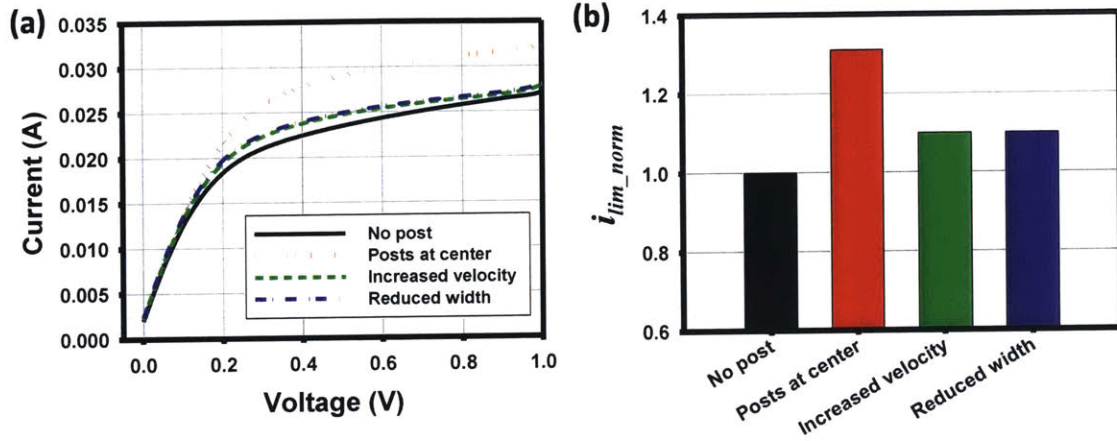 (a)
0.035
0.030
0.025
0.020
0.015
0.010
0.005
0.000
Current (A)
No post
Posts at center
Increased velocity
Reduced width
0.0
0.2
0.4
0.6
0.8
1.0
Voltage (V)
(b)
1.4
1.2
1.0
0.8
0.6
i_lim_norm
No post
Posts at center
Increased velocity
Reduced width